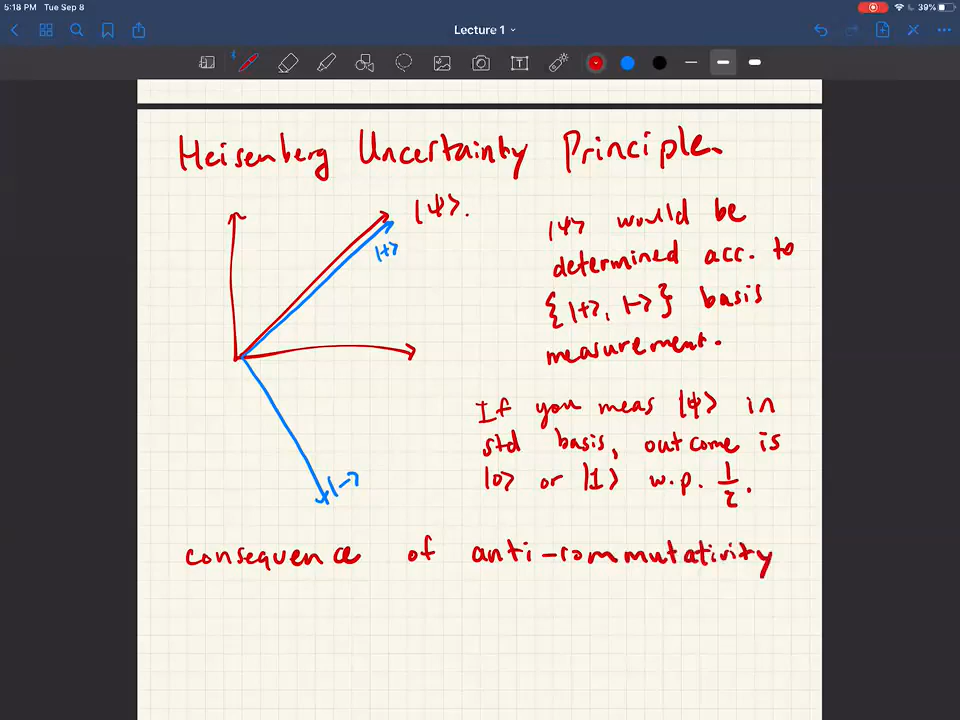 5:18 PM Tue Sep 8
39%
Lecture 1
Heisenberg Uncertainty Principle.
|ψ>.
|+>
|->
|ψ> would be
determined acc. to
{|+>, |->} basis
measurement.
If you meas |ψ> in
std basis, outcome is
|0> or |1> w.p. 1/2.
consequence of anti-commutativity